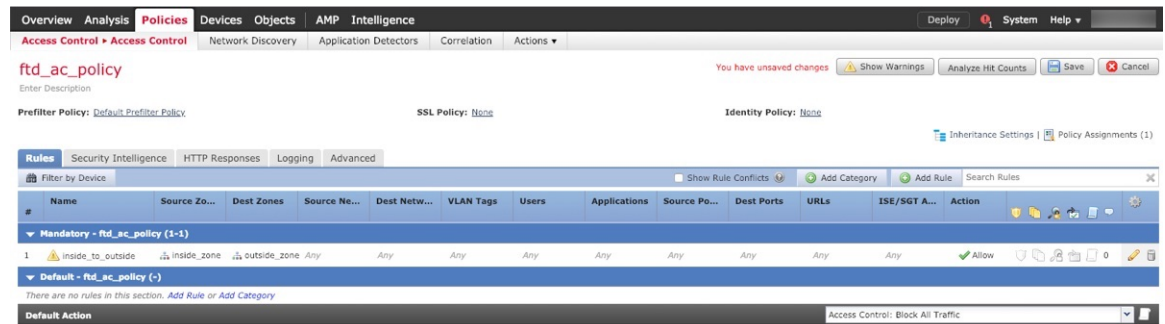 Overview Analysis Policies Devices Objects AMP Intelligence Deploy 1 System Help
Access Control ▸ Access Control Network Discovery Application Detectors Correlation Actions
ftd_ac_policy You have unsaved changes Show Warnings Analyze Hit Counts Save Cancel
Enter Description
Prefilter Policy: Default Prefilter Policy SSL Policy: None Identity Policy: None
Inheritance Settings | Policy Assignments (1)
Rules Security Intelligence HTTP Responses Logging Advanced
Filter by Device Show Rule Conflicts Add Category Add Rule Search Rules
# Name Source Zo... Dest Zones Source Ne... Dest Netw... VLAN Tags Users Applications Source Po... Dest Ports URLs ISE/SGT A... Action
Mandatory - ftd_ac_policy (1-1)
1 inside_to_outside inside_zone outside_zone Any Any Any Any Any Any Any Any Any Allow 0
Default - ftd_ac_policy (-)
There are no rules in this section. Add Rule or Add Category
Default Action Access Control: Block All Traffic